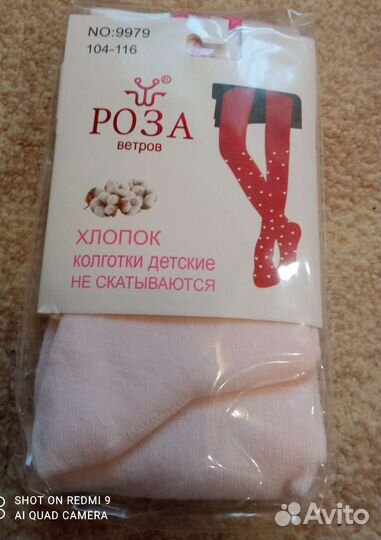 NO:9979
104-116
®
РОЗА
ветров
ХЛОПОК
колготки детские
НЕ СКАТЫВАЮТСЯ
SHOT ON REDMI 9
AI QUAD CAMERA
Avito